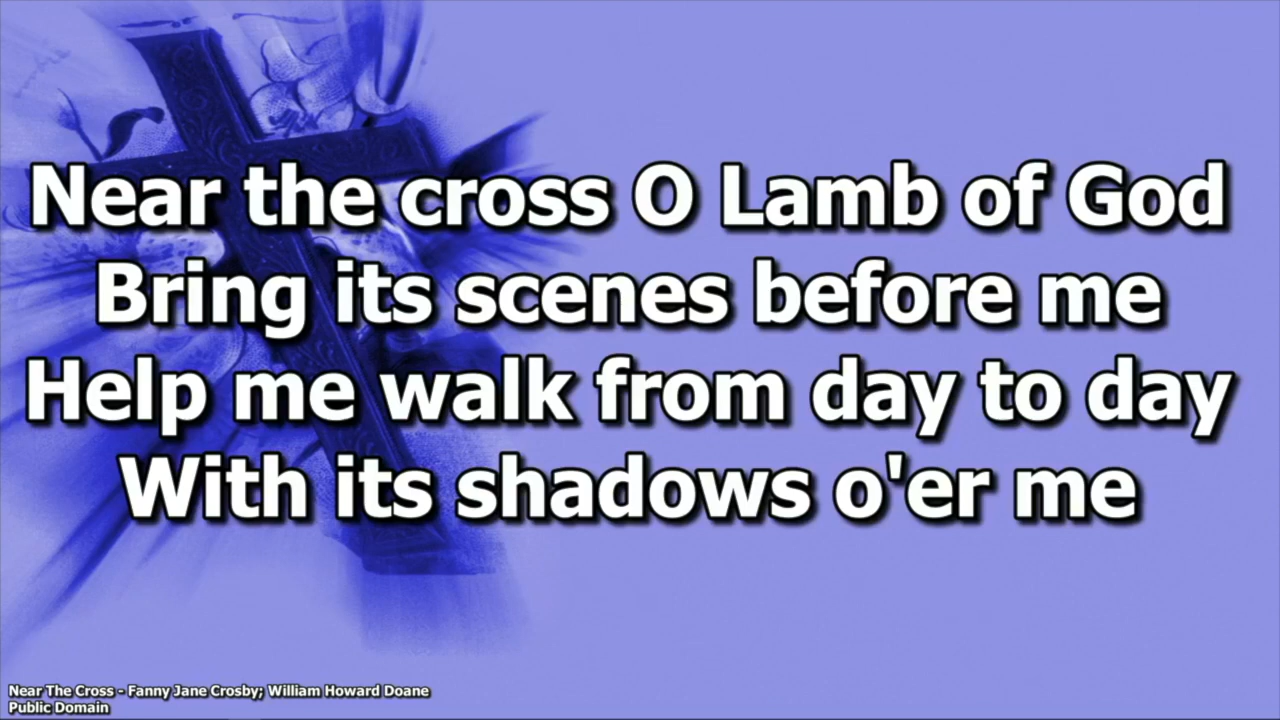 Near the cross O Lamb of God
Bring its scenes before me
Help me walk from day to day
With its shadows o'er me
Near The Cross - Fanny Jane Crosby; William Howard Doane
Public Domain